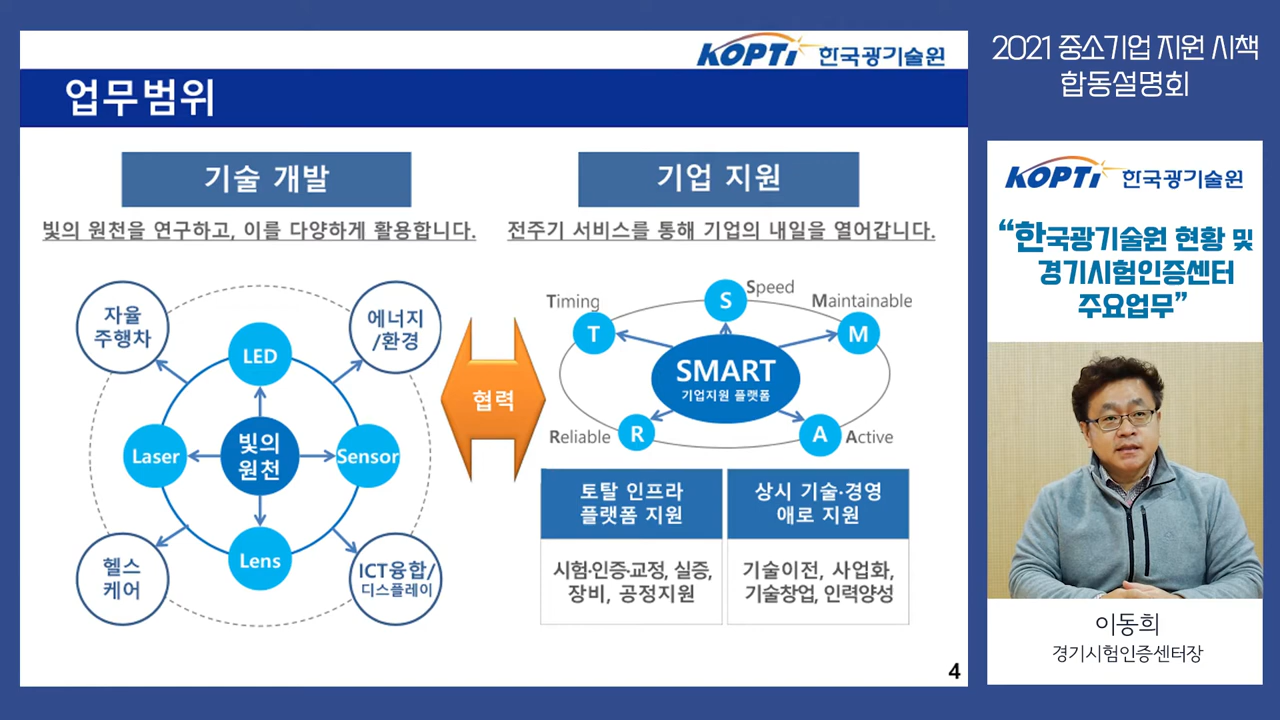 KOPTI 한국광기술원
업무범위
기술 개발
빛의 원천을 연구하고, 이를 다양하게 활용합니다.
자율
주행차
에너지
/환경
LED
Laser
빛의
원천
Sensor
Lens
헬스
케어
ICT융합/
디스플레이
협력
기업 지원
전주기 서비스를 통해 기업의 내일을 열어갑니다.
Timing
T
S
Speed
Maintainable
M
SMART
기업지원 플랫폼
Reliable
R
A
Active
토탈 인프라
플랫폼 지원
시험·인증·교정, 실증,
장비, 공정지원
상시 기술·경영
애로 지원
기술이전, 사업화,
기술창업, 인력양성
4
2021 중소기업 지원 시책
합동설명회
KOPTI 한국광기술원
“한국광기술원 현황 및
경기시험인증센터
주요업무”
이동희
경기시험인증센터장